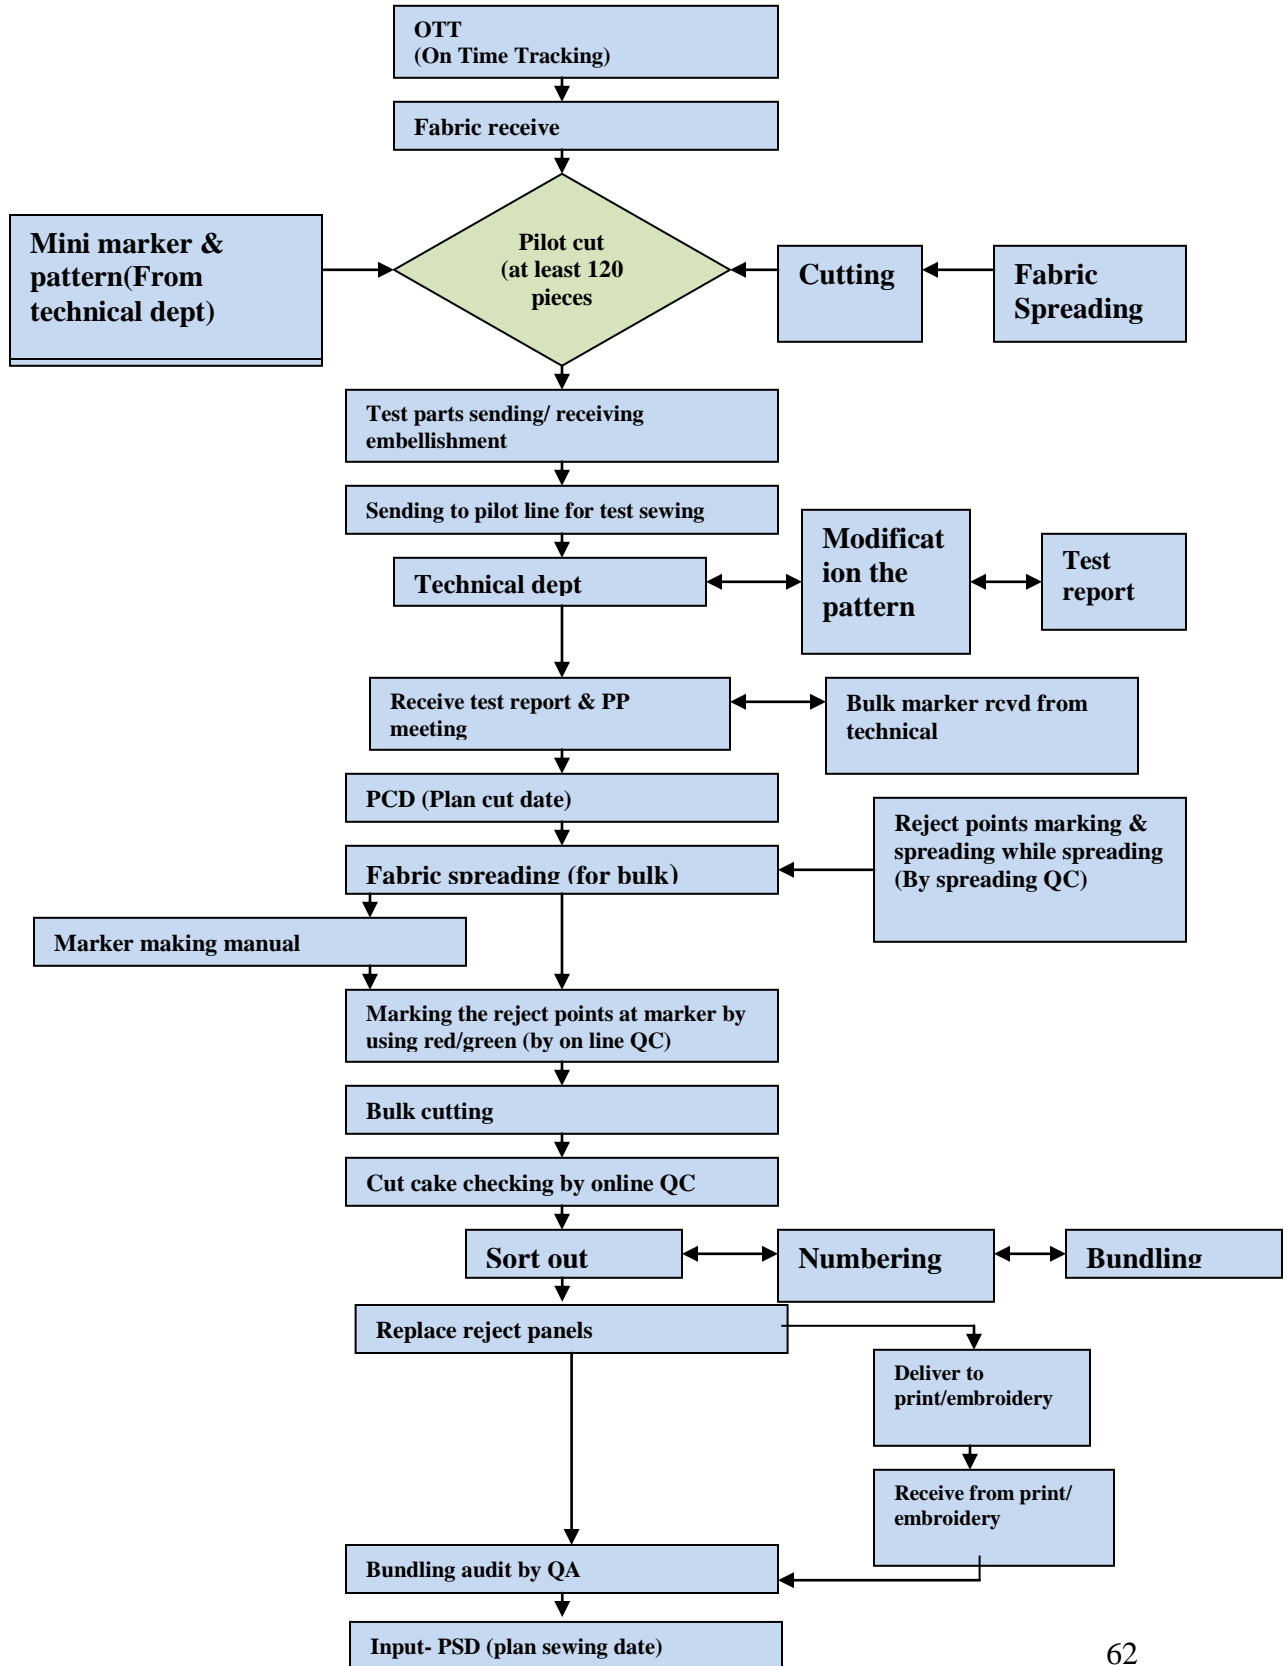 OTT
(On Time Tracking)
Fabric receive
Mini marker &
pattern(From
technical dept)
Pilot cut
(at least 120
pieces
Cutting
Fabric
Spreading
Test parts sending/ receiving
embellishment
Sending to pilot line for test sewing
Technical dept
Modificat
ion the
pattern
Test
report
Receive test report & PP
meeting
Bulk marker rcvd from
technical
PCD (Plan cut date)
Reject points marking &
spreading while spreading
(By spreading QC)
Fabric spreading (for bulk)
Marker making manual
Marking the reject points at marker by
using red/green (by on line QC)
Bulk cutting
Cut cake checking by online QC
Sort out
Numbering
Bundling
Replace reject panels
Deliver to
print/embroidery
Receive from print/
embroidery
Bundling audit by QA
Input- PSD (plan sewing date)
62